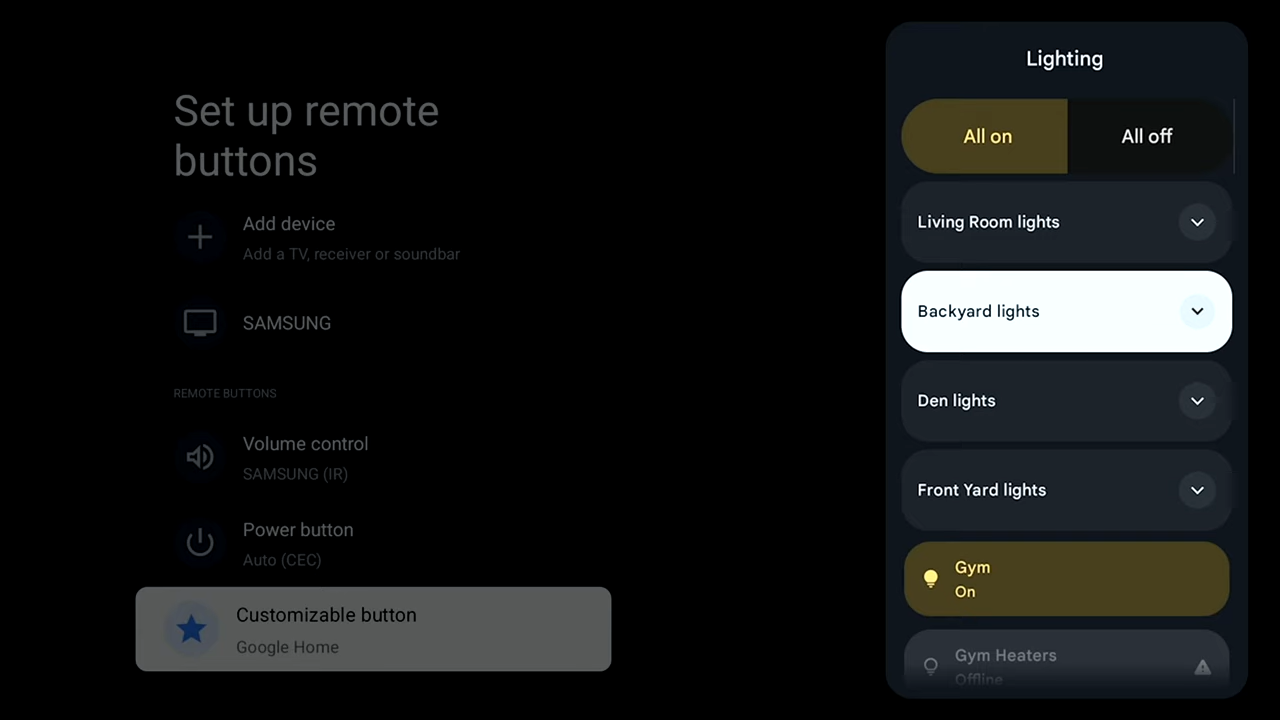 Set up remote
buttons
Add device
Add a TV, receiver or soundbar
SAMSUNG
REMOTE BUTTONS
Volume control
SAMSUNG (IR)
Power button
Auto (CEC)
Customizable button
Google Home
Lighting
All on
All off
Living Room lights
Backyard lights
Den lights
Front Yard lights
Gym
On
Gym Heaters
Offline